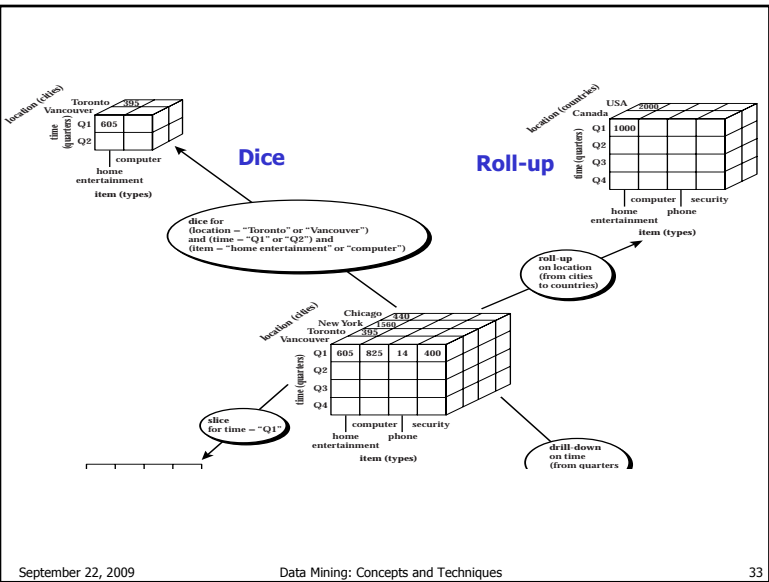 location (cities)
Toronto 395
Vancouver
time (quarters)
Q1 605
Q2
computer
home
entertainment
item (types)
Dice
location (countries)
USA 2000
Canada
time (quarters)
Q1 1000
Q2
Q3
Q4
computer security
home phone
entertainment
item (types)
Roll-up
dice for
(location – “Toronto” or “Vancouver”)
and (time – “Q1” or “Q2”) and
(item – “home entertainment” or “computer”)
roll-up
on location
(from cities
to countries)
location (cities)
Chicago 440
New York 1560
Toronto 395
Vancouver
time (quarters)
Q1 605 825 14 400
Q2
Q3
Q4
computer security
home phone
entertainment
item (types)
slice
for time – “Q1”
drill-down
on time
(from quarters
September 22, 2009 Data Mining: Concepts and Techniques 33